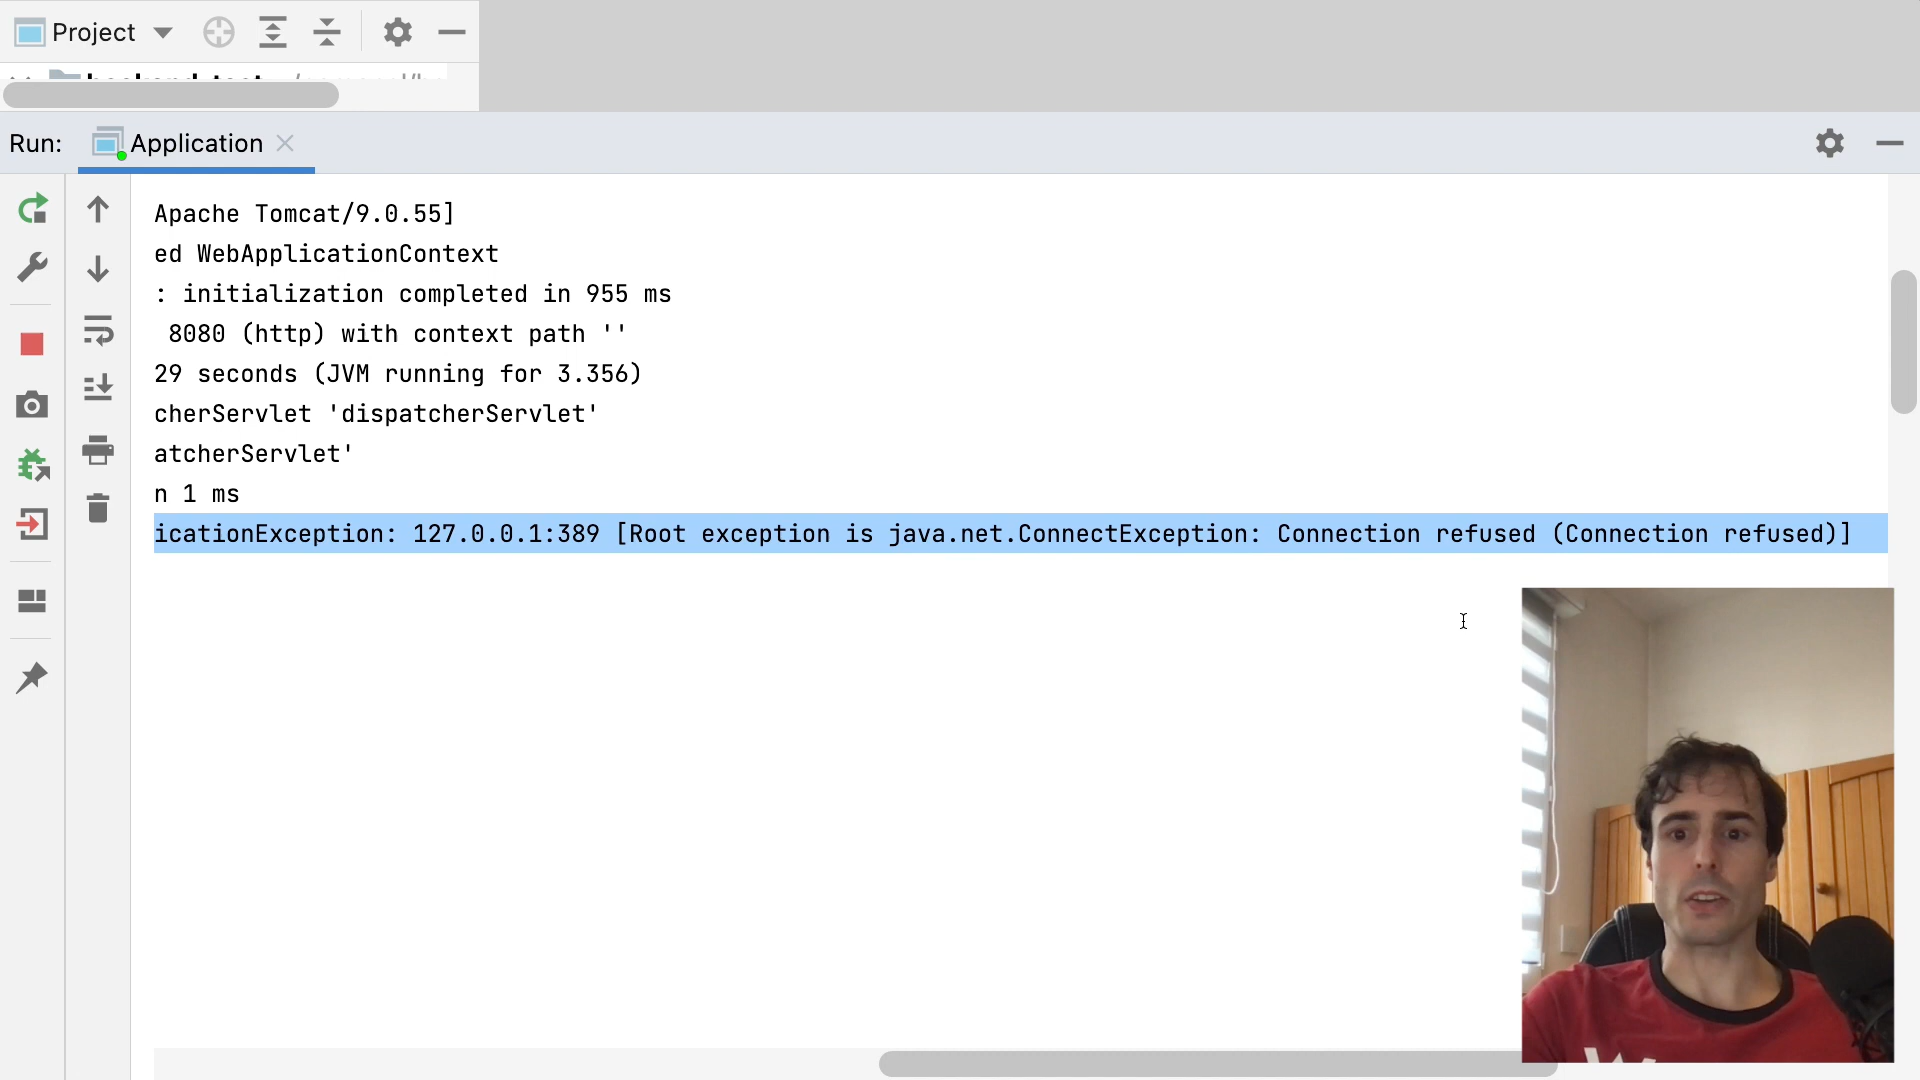 Project
Run:
Application
Apache Tomcat/9.0.55]
ed WebApplicationContext
: initialization completed in 955 ms
8080 (http) with context path ''
29 seconds (JVM running for 3.356)
cherServlet 'dispatcherServlet'
atcherServlet'
n 1 ms
icationException: 127.0.0.1:389 [Root exception is java.net.ConnectException: Connection refused (Connection refused)]